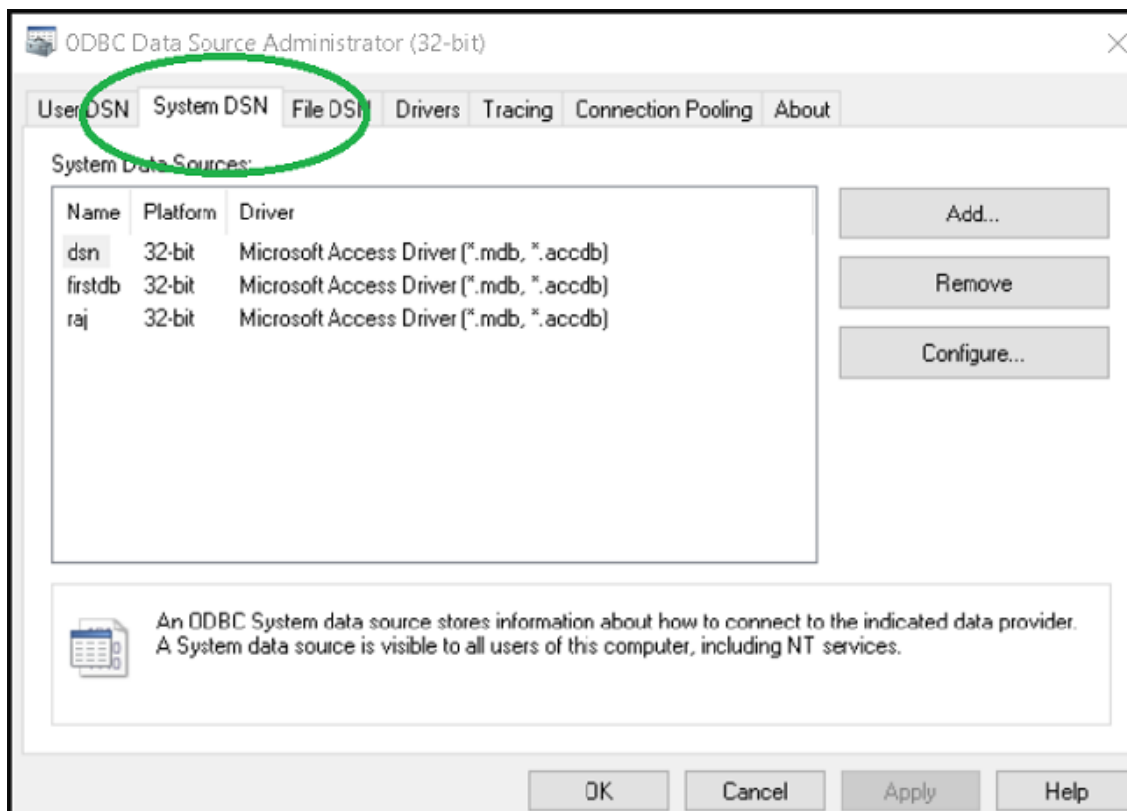 ODBC Data Source Administrator (32-bit)
User DSN System DSN File DSN Drivers Tracing Connection Pooling About
System Data Sources:
Name Platform Driver
Add...
dsn 32-bit Microsoft Access Driver (*.mdb, *.accdb)
firstdb 32-bit Microsoft Access Driver (*.mdb, *.accdb)
Remove
raj 32-bit Microsoft Access Driver (*.mdb, *.accdb)
Configure...
An ODBC System data source stores information about how to connect to the indicated data provider.
A System data source is visible to all users of this computer, including NT services.
OK Cancel Apply Help